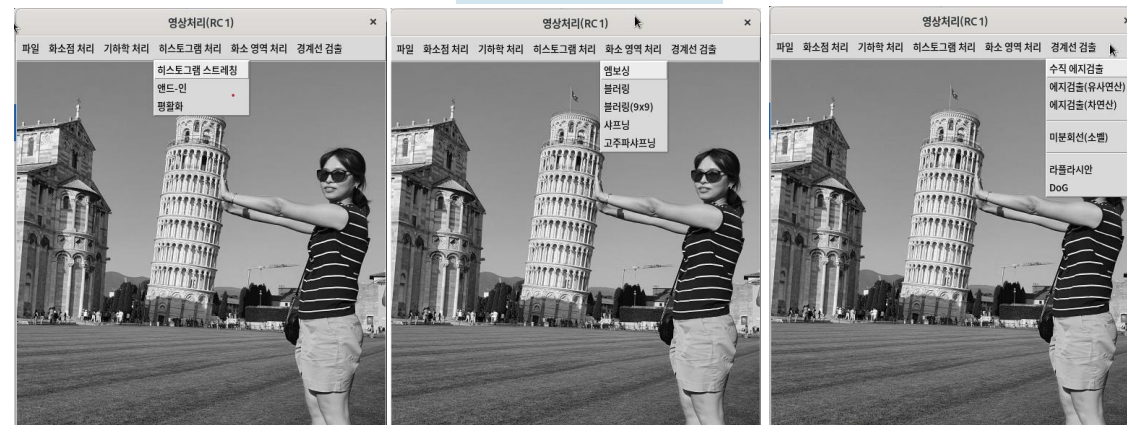 영상처리(RC1)
파일 화소점 처리 기하학 처리 히스토그램 처리 화소 영역 처리 경계선 검출
히스토그램 스트레칭
앤드-인
평활화
영상처리(RC1)
파일 화소점 처리 기하학 처리 히스토그램 처리 화소 영역 처리 경계선 검출
엠보싱
블러링
블러링(9x9)
샤프닝
고주파샤프닝
영상처리(RC1)
파일 화소점 처리 기하학 처리 히스토그램 처리 화소 영역 처리 경계선 검출
수직 에지검출
에지검출(유사연산)
에지검출(차연산)
미분회선(소벨)
라플라시안
DoG